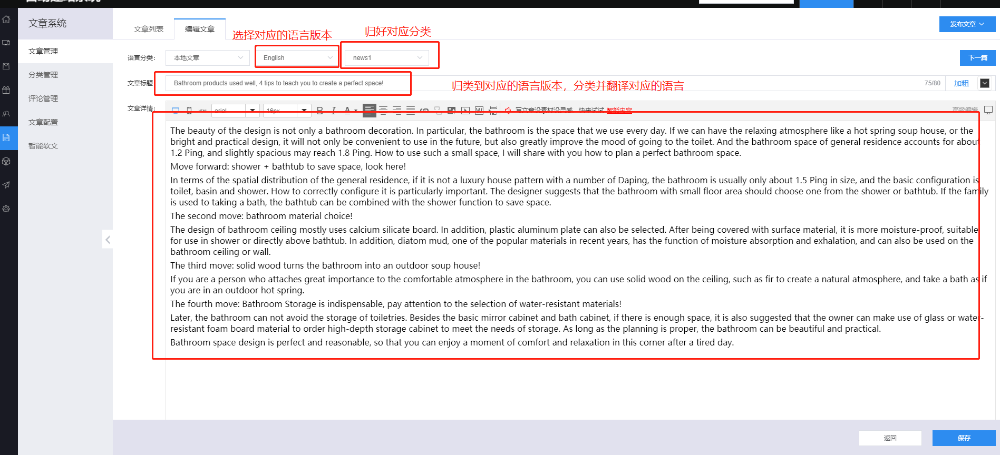 文章系统
文章列表
编辑文章
选择对应的语言版本
归好对应分类
发布文章
文章管理
分类管理
评论管理
文章配置
智能软文
语言分类:
本地文章
English
news1
下一篇
文章标题
Bathroom products used well, 4 tips to teach you to create a perfect space!
归类到对应的语言版本，分类并翻译对应的语言
75/80
加粗
文章详情:
HTML
arial
16px
B I A
W
写文章没素材没灵感，快来试试 智能内容
高级编辑
The beauty of the design is not only a bathroom decoration. In particular, the bathroom is the space that we use every day. If we can have the relaxing atmosphere like a hot spring soup house, or the
bright and practical design, it will not only be convenient to use in the future, but also greatly improve the mood of going to the toilet. And the bathroom space of general residence accounts for about
1.2 Ping, and slightly spacious may reach 1.8 Ping. How to use such a small space, I will share with you how to plan a perfect bathroom space.
Move forward: shower + bathtub to save space, look here!
In terms of the spatial distribution of the general residence, if it is not a luxury house pattern with a number of Daping, the bathroom is usually only about 1.5 Ping in size, and the basic configuration is
toilet, basin and shower. How to correctly configure it is particularly important. The designer suggests that the bathroom with small floor area should choose one from the shower or bathtub. If the family
is used to taking a bath, the bathtub can be combined with the shower function to save space.
The second move: bathroom material choice!
The design of bathroom ceiling mostly uses calcium silicate board. In addition, plastic aluminum plate can also be selected. After being covered with surface material, it is more moisture-proof, suitable
for use in shower or directly above bathtub. In addition, diatom mud, one of the popular materials in recent years, has the function of moisture absorption and exhalation, and can also be used on the
bathroom ceiling or wall.
The third move: solid wood turns the bathroom into an outdoor soup house!
If you are a person who attaches great importance to the comfortable atmosphere in the bathroom, you can use solid wood on the ceiling, such as fir to create a natural atmosphere, and take a bath as if
you are in an outdoor hot spring.
The fourth move: Bathroom Storage is indispensable, pay attention to the selection of water-resistant materials!
Later, the bathroom can not avoid the storage of toiletries. Besides the basic mirror cabinet and bath cabinet, if there is enough space, it is also suggested that the owner can make use of glass or water-
resistant foam board material to order high-depth storage cabinet to meet the needs of storage. As long as the planning is proper, the bathroom can be beautiful and practical.
Bathroom space design is perfect and reasonable, so that you can enjoy a moment of comfort and relaxation in this corner after a tired day.
返回
保存